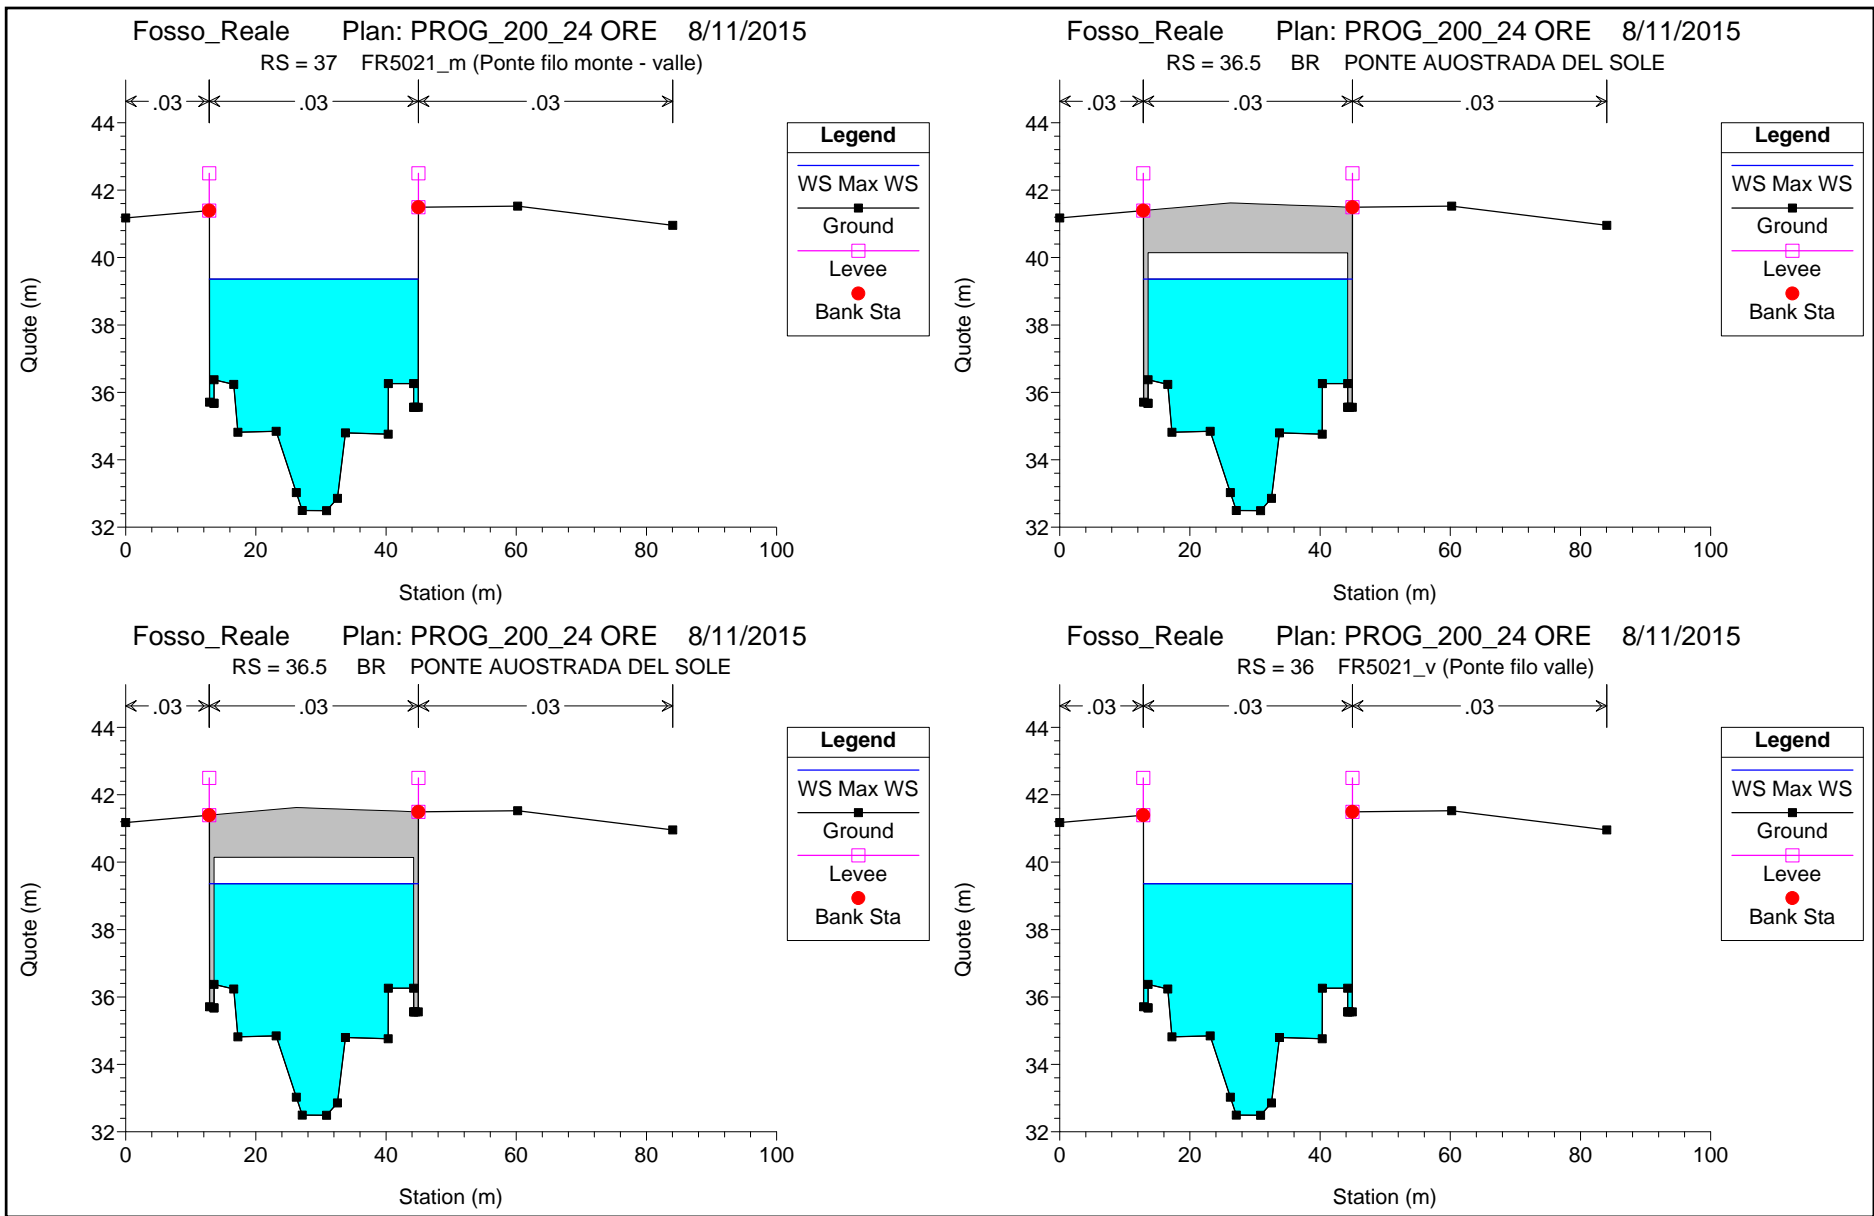 Fosso_Reale Plan: PROG_200_24 ORE 8/11/2015
RS = 37 FR5021_m (Ponte filo monte - valle)
.03 .03 .03
44
42
40
38
36
34
32
Quote (m)
0 20 40 60 80 100
Station (m)
Legend
WS Max WS
Ground
Levee
Bank Sta
Fosso_Reale Plan: PROG_200_24 ORE 8/11/2015
RS = 36.5 BR PONTE AUOSTRADA DEL SOLE
.03 .03 .03
44
42
40
38
36
34
32
Quote (m)
0 20 40 60 80 100
Station (m)
Legend
WS Max WS
Ground
Levee
Bank Sta
Fosso_Reale Plan: PROG_200_24 ORE 8/11/2015
RS = 36.5 BR PONTE AUOSTRADA DEL SOLE
.03 .03 .03
44
42
40
38
36
34
32
Quote (m)
0 20 40 60 80 100
Station (m)
Legend
WS Max WS
Ground
Levee
Bank Sta
Fosso_Reale Plan: PROG_200_24 ORE 8/11/2015
RS = 36 FR5021_v (Ponte filo valle)
.03 .03 .03
44
42
40
38
36
34
32
Quote (m)
0 20 40 60 80 100
Station (m)
Legend
WS Max WS
Ground
Levee
Bank Sta